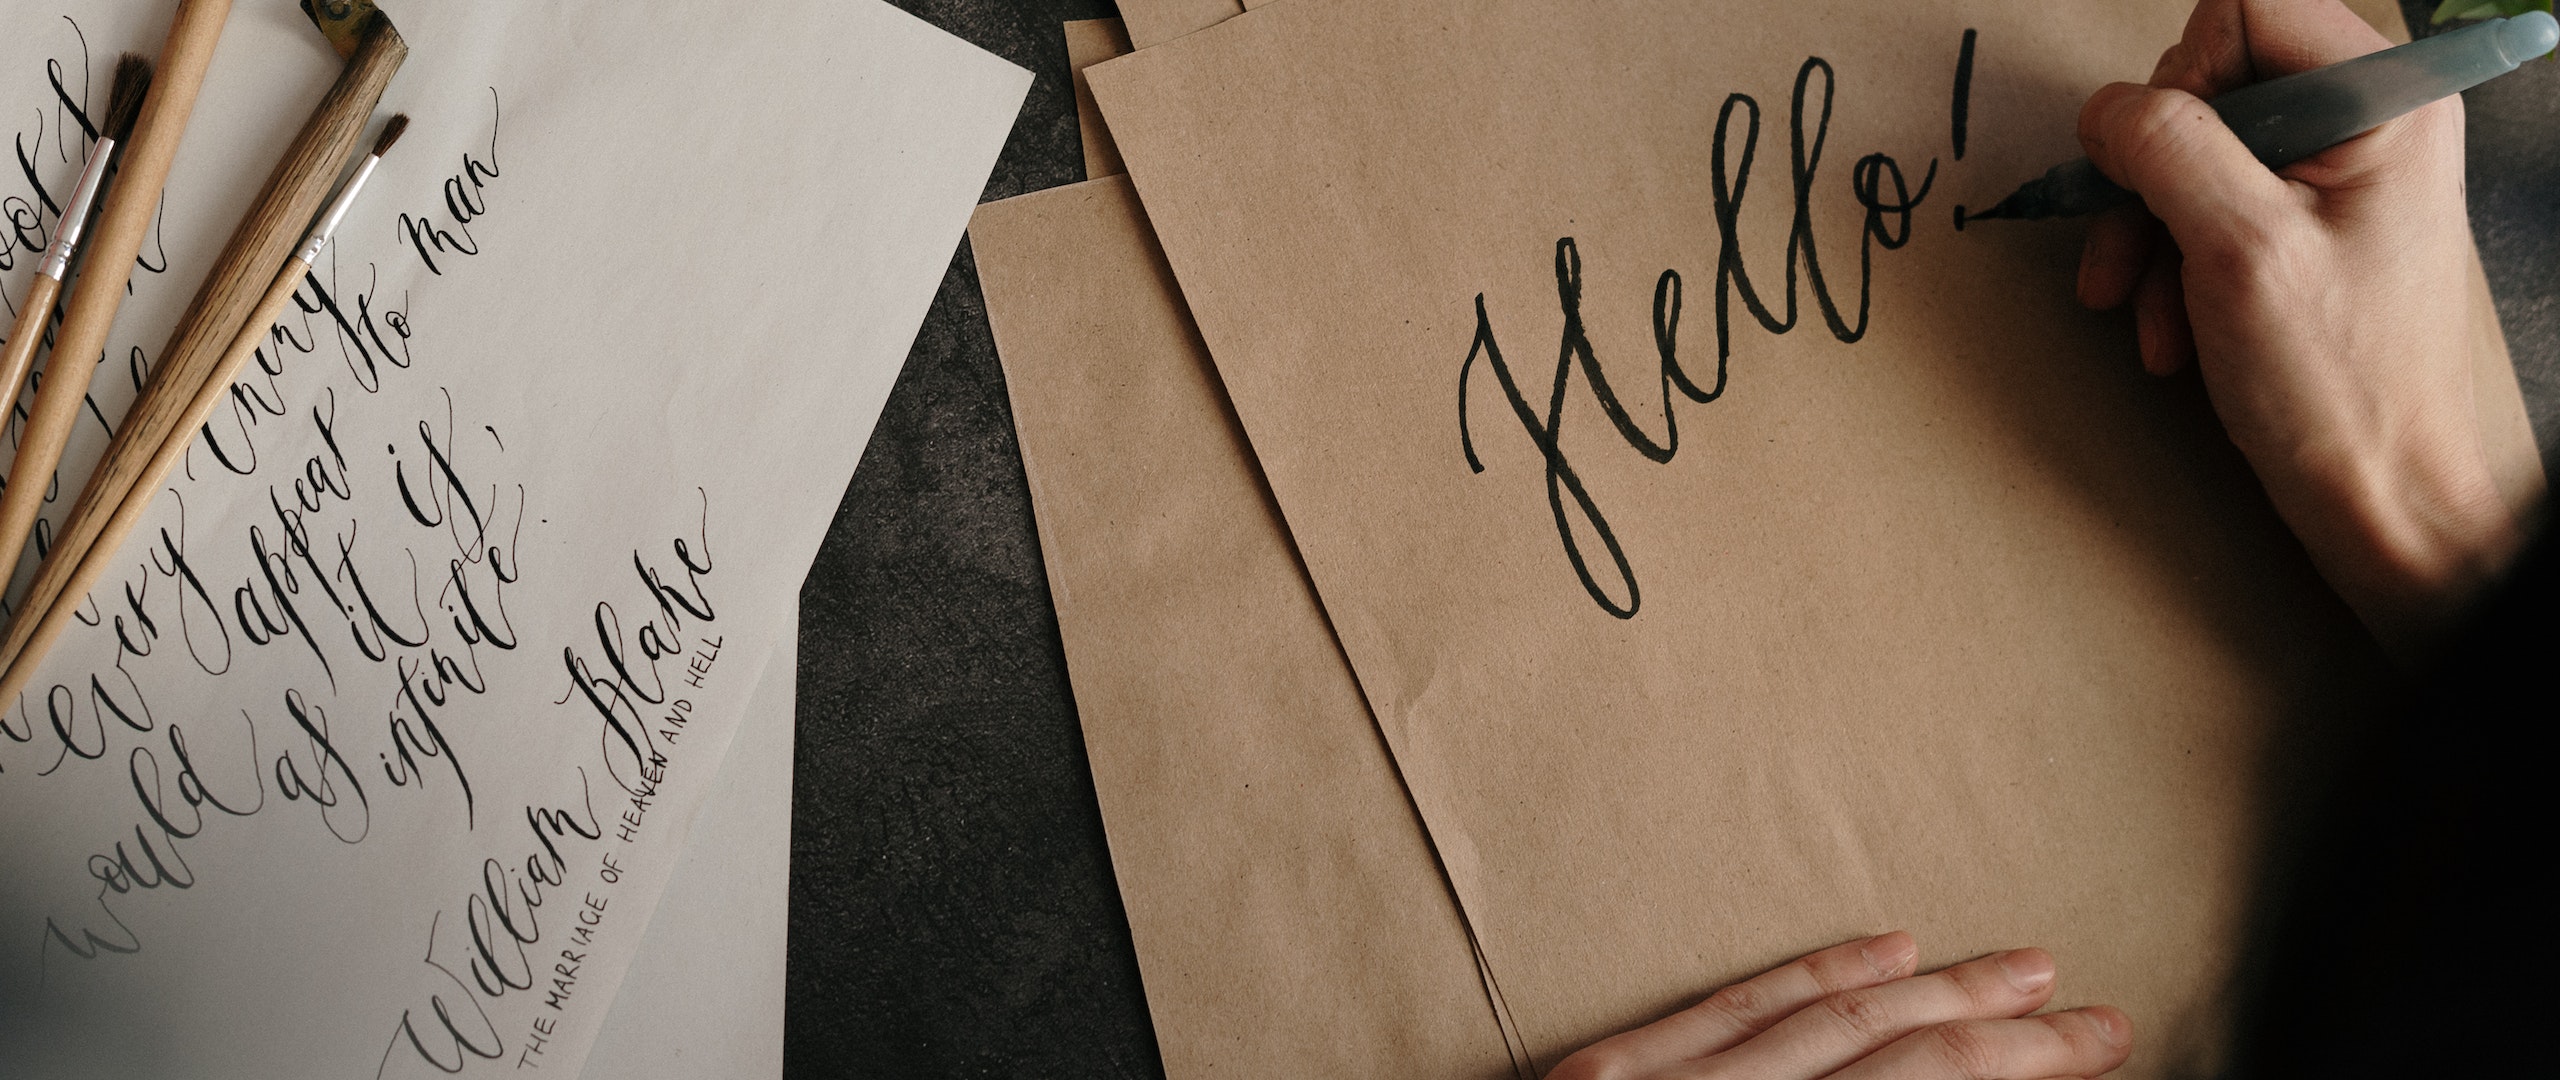 every thing
would appear to man
as it is,
infinite.
William Blake
THE MARRIAGE OF HEAVEN AND HELL
Hello!